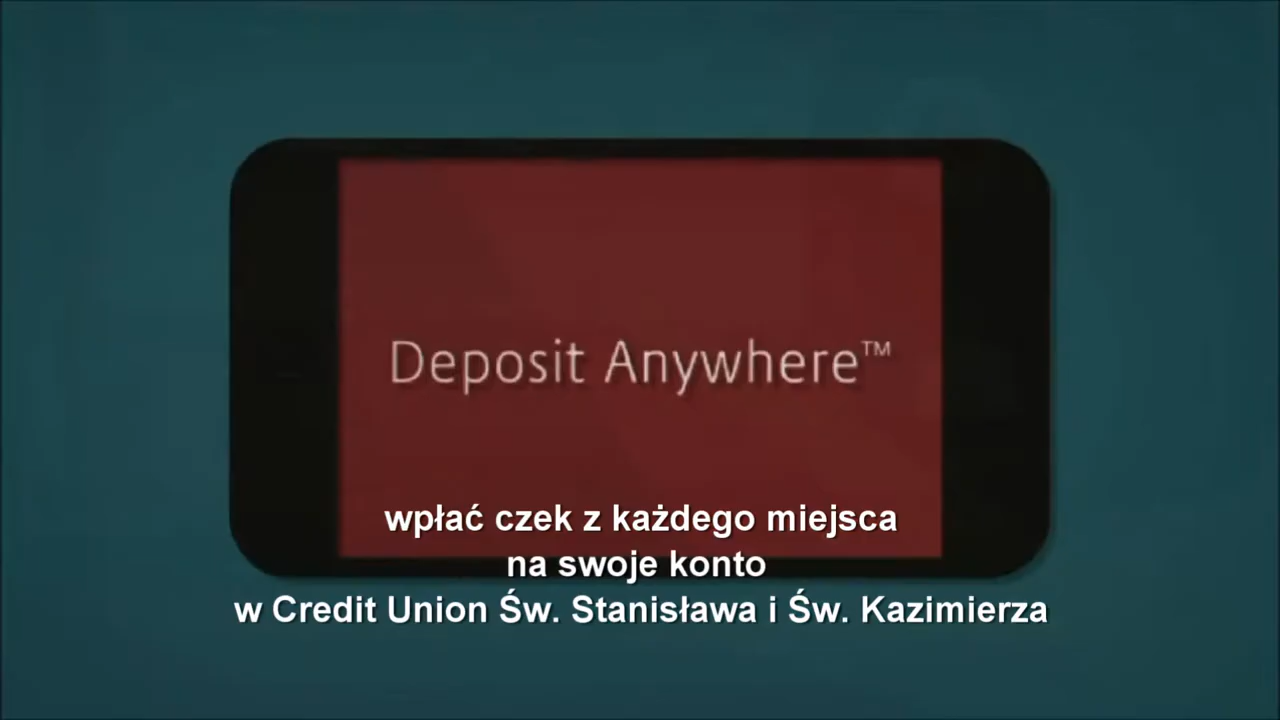 Deposit Anywhere™
wpłać czek z każdego miejsca
na swoje konto
w Credit Union Św. Stanisława i Św. Kazimierza